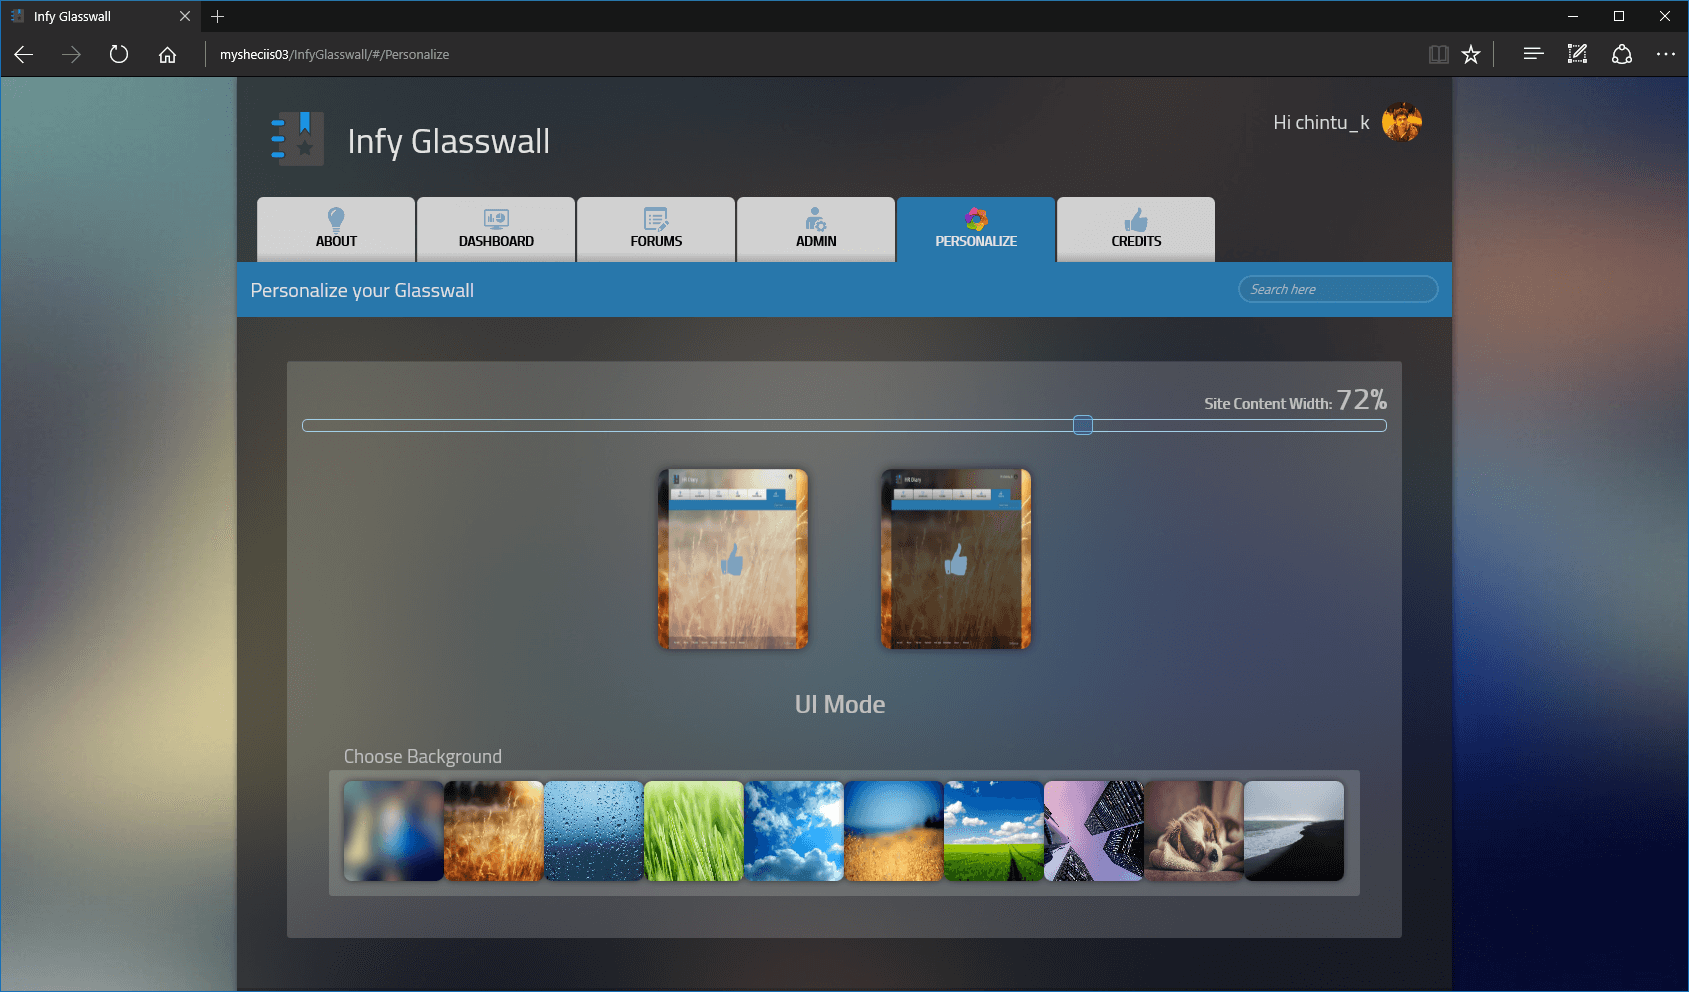 Infy Glasswall
mysheciis03/InfyGlasswall/#/Personalize
Infy Glasswall
Hi chintu_k
ABOUT
DASHBOARD
FORUMS
ADMIN
PERSONALIZE
CREDITS
Personalize your Glasswall
Search here
Site Content Width: 72%
UI Mode
Choose Background